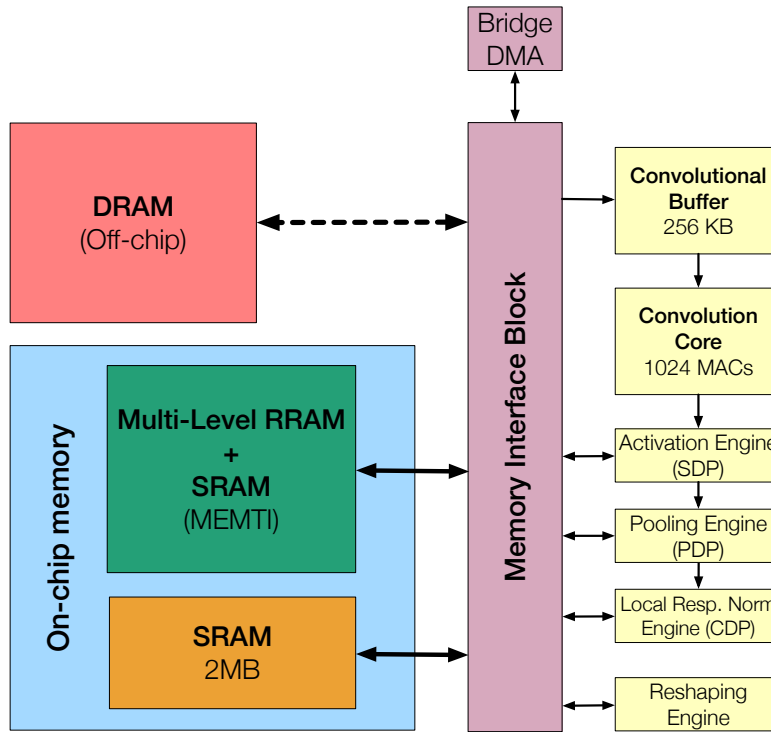 Bridge
DMA
DRAM
(Off-chip)
On-chip memory
Multi-Level RRAM
+
SRAM
(MEMTI)
SRAM
2MB
Memory Interface Block
Convolutional
Buffer
256 KB
Convolution
Core
1024 MACs
Activation Engine
(SDP)
Pooling Engine
(PDP)
Local Resp. Norm
Engine (CDP)
Reshaping
Engine